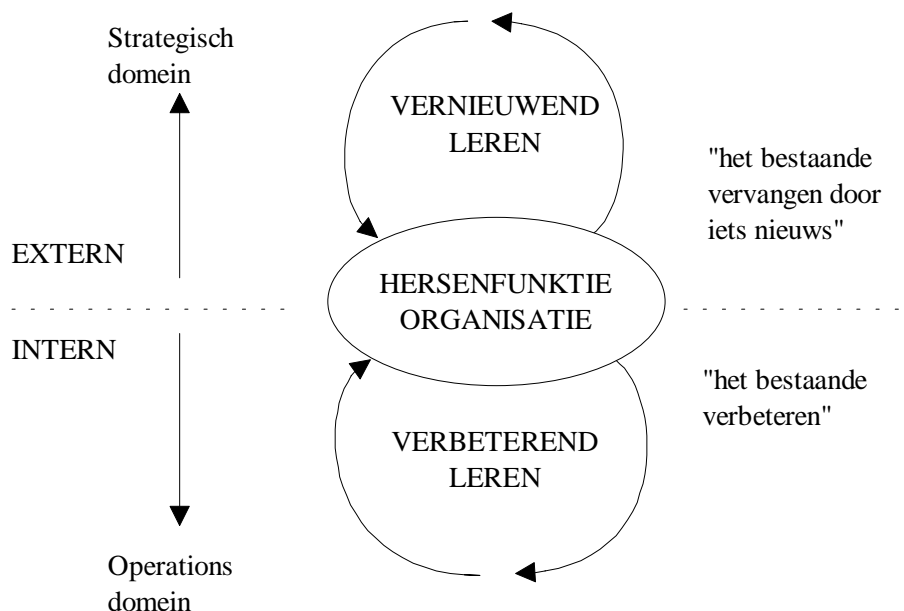 Strategisch
domein
VERNIEUWEND
LEREN
"het bestaande
vervangen door
iets nieuws"
EXTERN
HERSENFUNKTIE
ORGANISATIE
INTERN
"het bestaande
verbeteren"
VERBETEREND
LEREN
Operations
domein